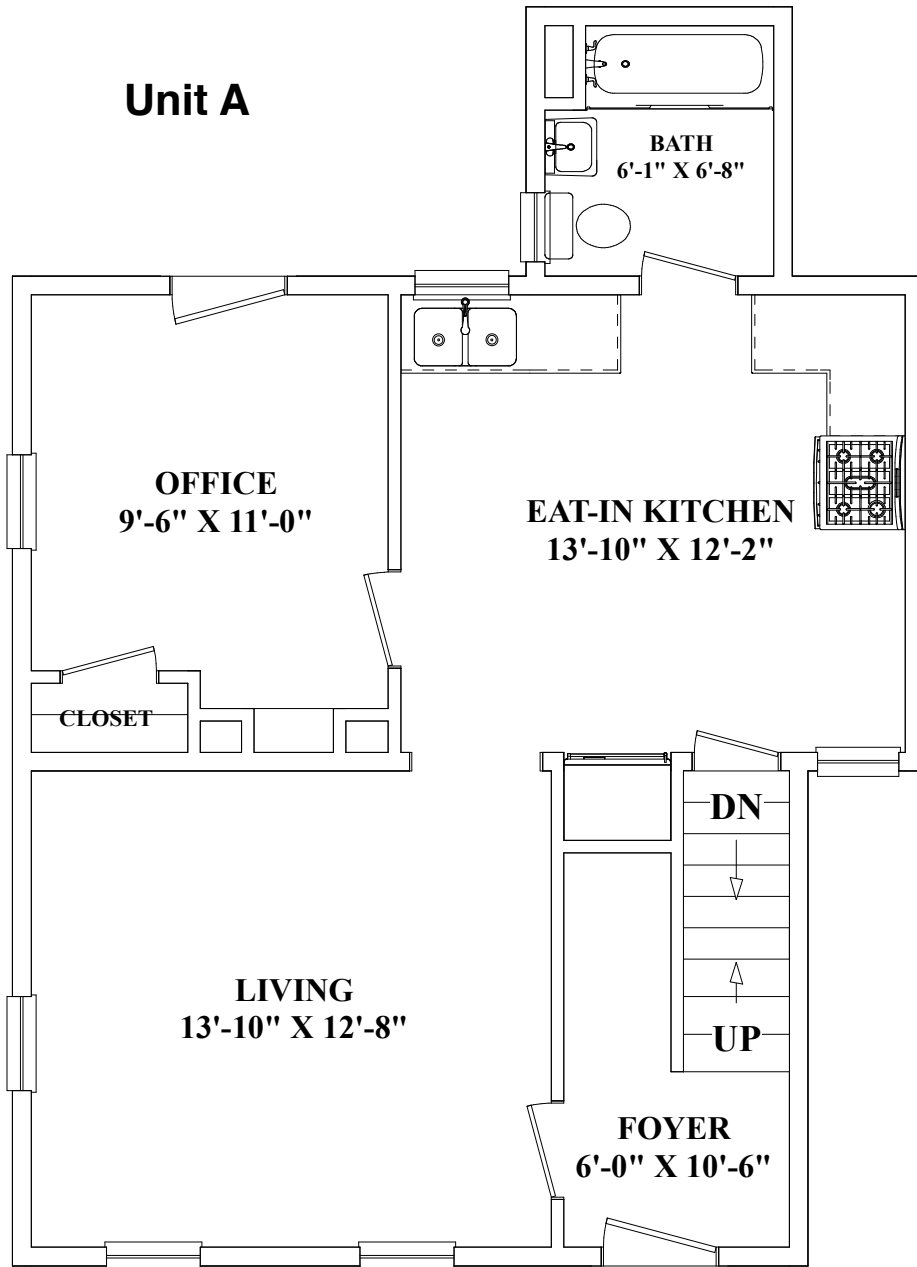 Unit A
BATH
6'-1" X 6'-8"
OFFICE
9'-6" X 11'-0"
EAT-IN KITCHEN
13'-10" X 12'-2"
CLOSET
DN
LIVING
13'-10" X 12'-8"
UP
FOYER
6'-0" X 10'-6"